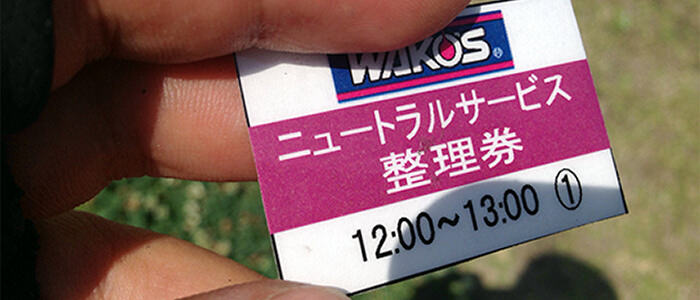 WAKO'S®
ニュートラルサービス
整理券
12:00~13:00 ①